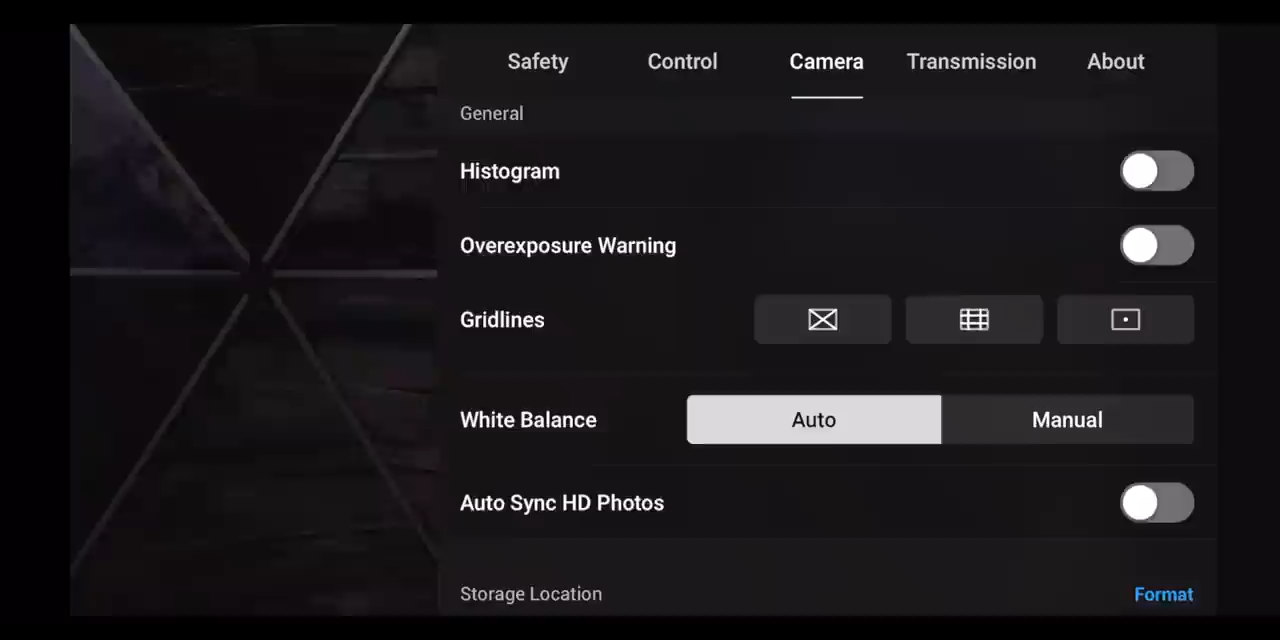 Safety Control Camera Transmission About
General
Histogram
Overexposure Warning
Gridlines
White Balance Auto Manual
Auto Sync HD Photos
Storage Location Format